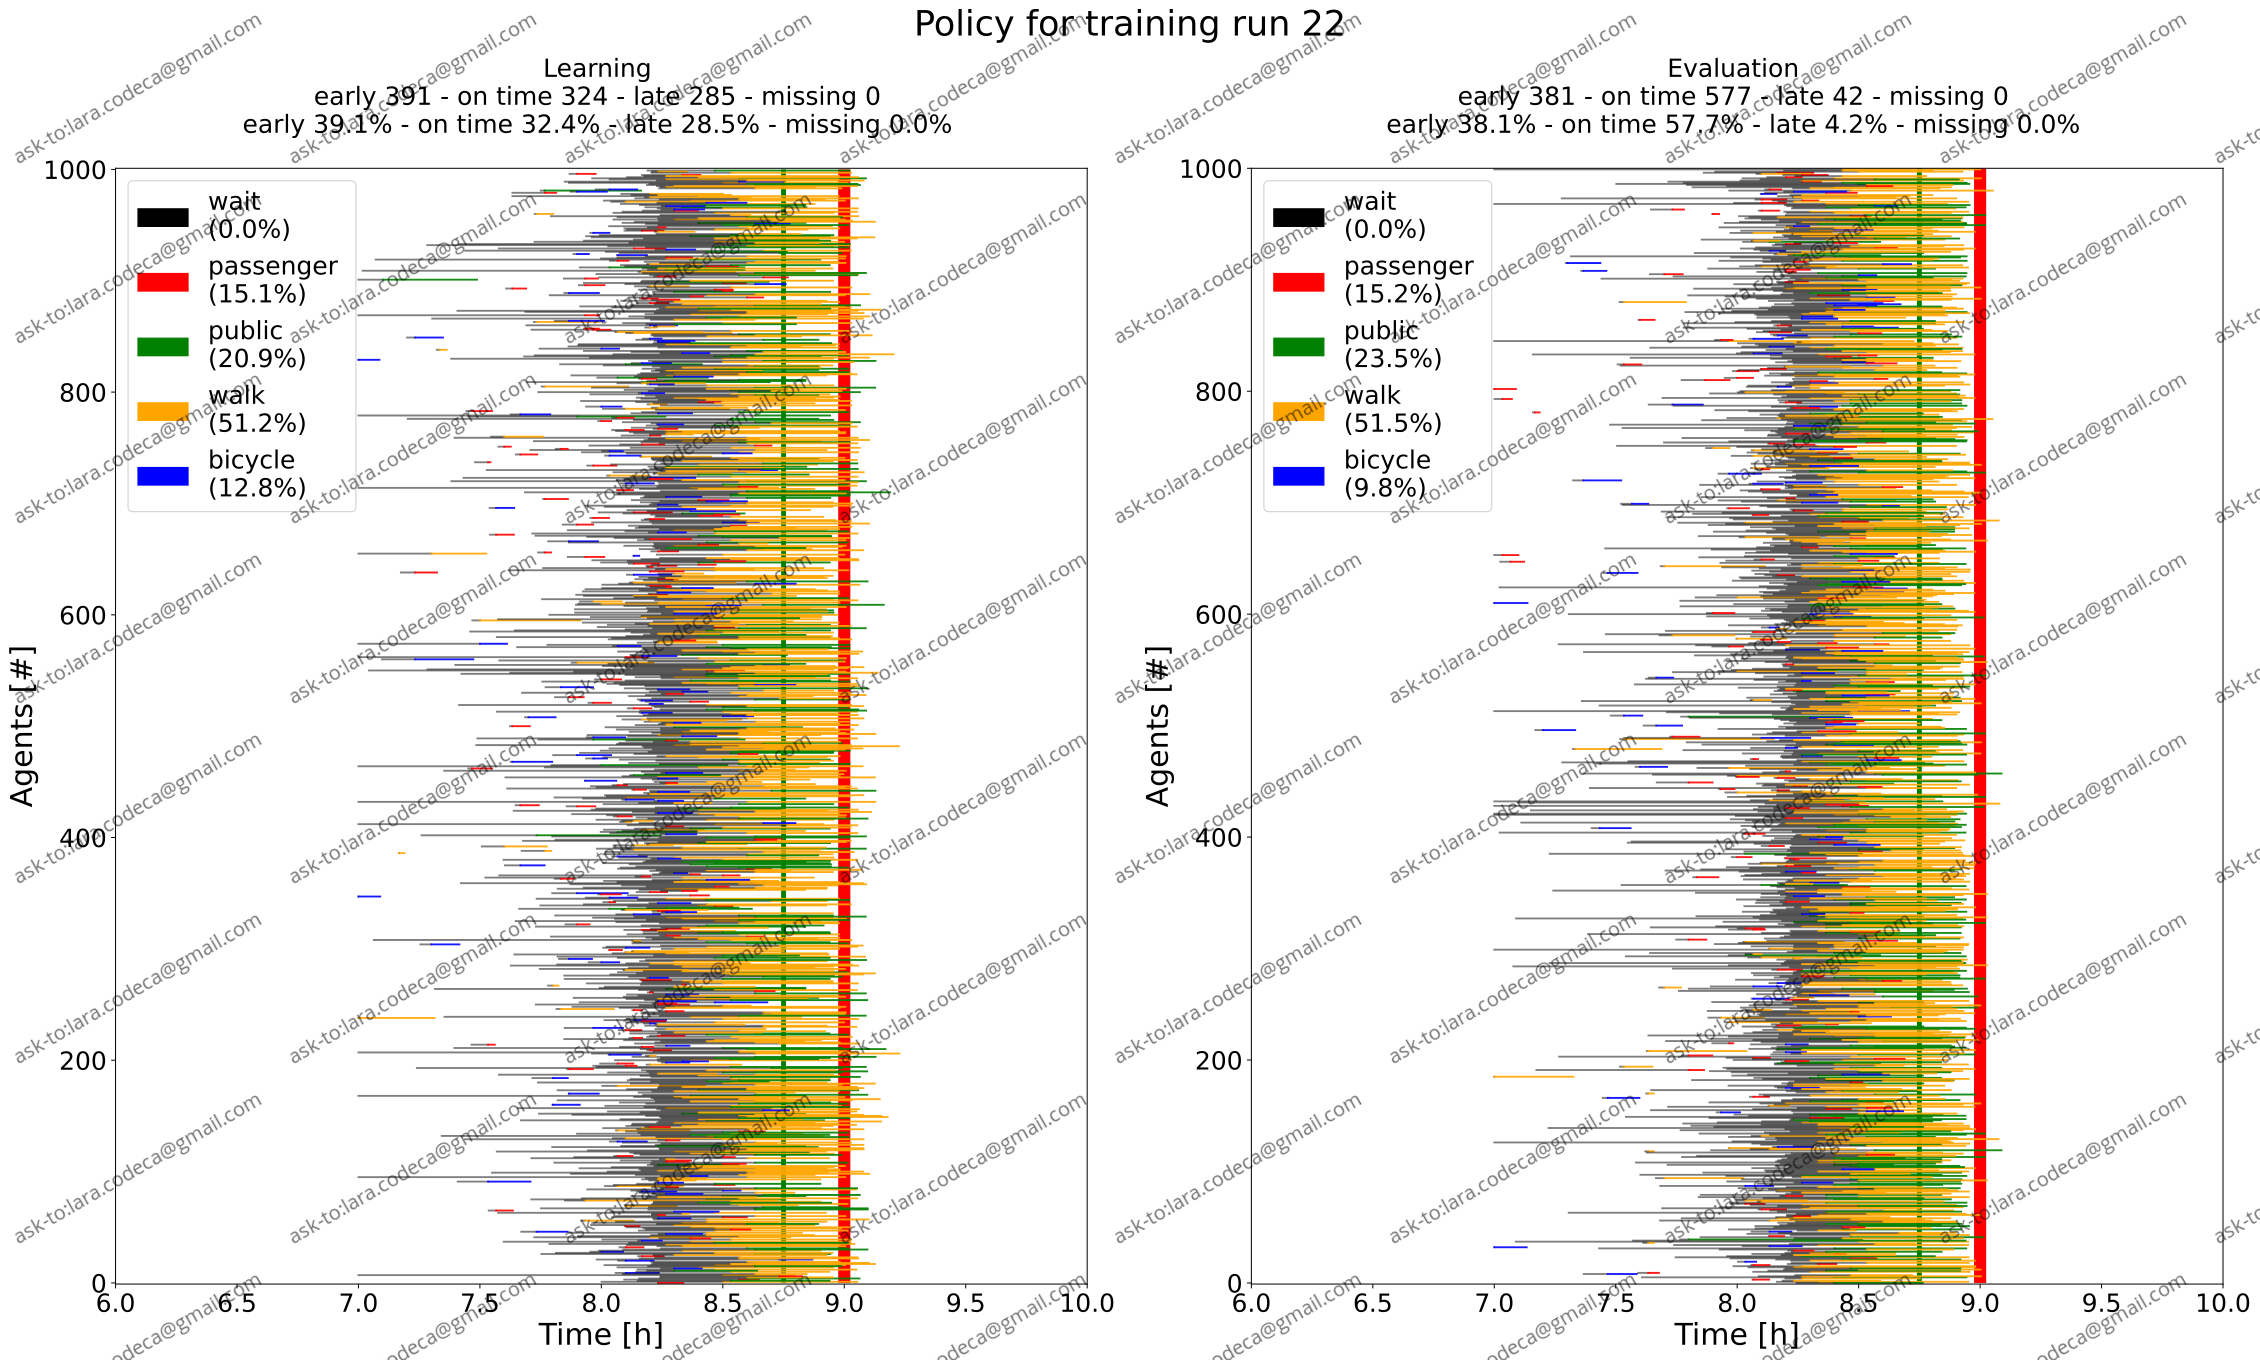 Policy for training run 22
Learning
early 391 - on time 324 - late 285 - missing 0
early 39.1% - on time 32.4% - late 28.5% - missing 0.0%
1000
800
600
400
200
0
Agents [#]
wait
(0.0%)
passenger
(15.1%)
public
(20.9%)
walk
(51.2%)
bicycle
(12.8%)
6.0 6.5 7.0 7.5 8.0 8.5 9.0 9.5 10.0
Time [h]
Evaluation
early 381 - on time 577 - late 42 - missing 0
early 38.1% - on time 57.7% - late 4.2% - missing 0.0%
1000
800
600
400
200
0
Agents [#]
wait
(0.0%)
passenger
(15.2%)
public
(23.5%)
walk
(51.5%)
bicycle
(9.8%)
6.0 6.5 7.0 7.5 8.0 8.5 9.0 9.5 10.0
Time [h]
ask-to:lara.codeca@gmail.com